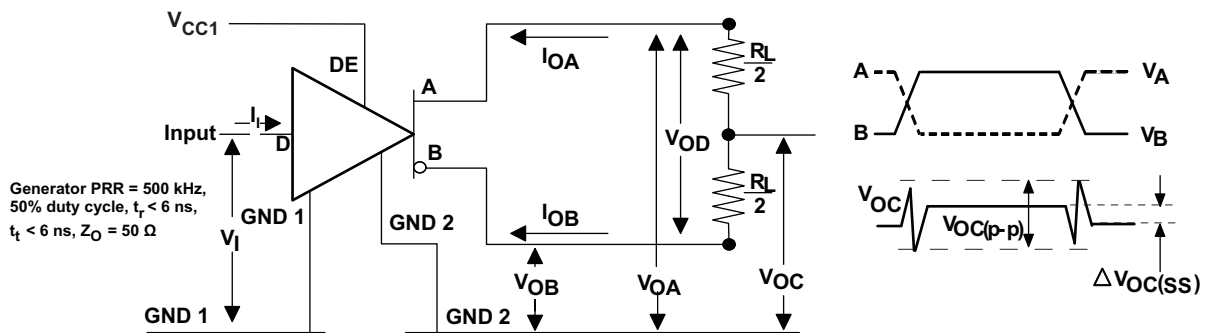 VCC1
DE
IOA
RL
2
A
II
Input
D
VOD
B
RL
2
Generator PRR = 500 kHz,
50% duty cycle, tr < 6 ns,
tt < 6 ns, ZO = 50 Ω
GND 1
GND 2
IOB
VI
VOB
VOA
VOC
GND 1
GND 2
A
VA
B
VB
VOC
VOC(p-p)
Δ VOC(SS)